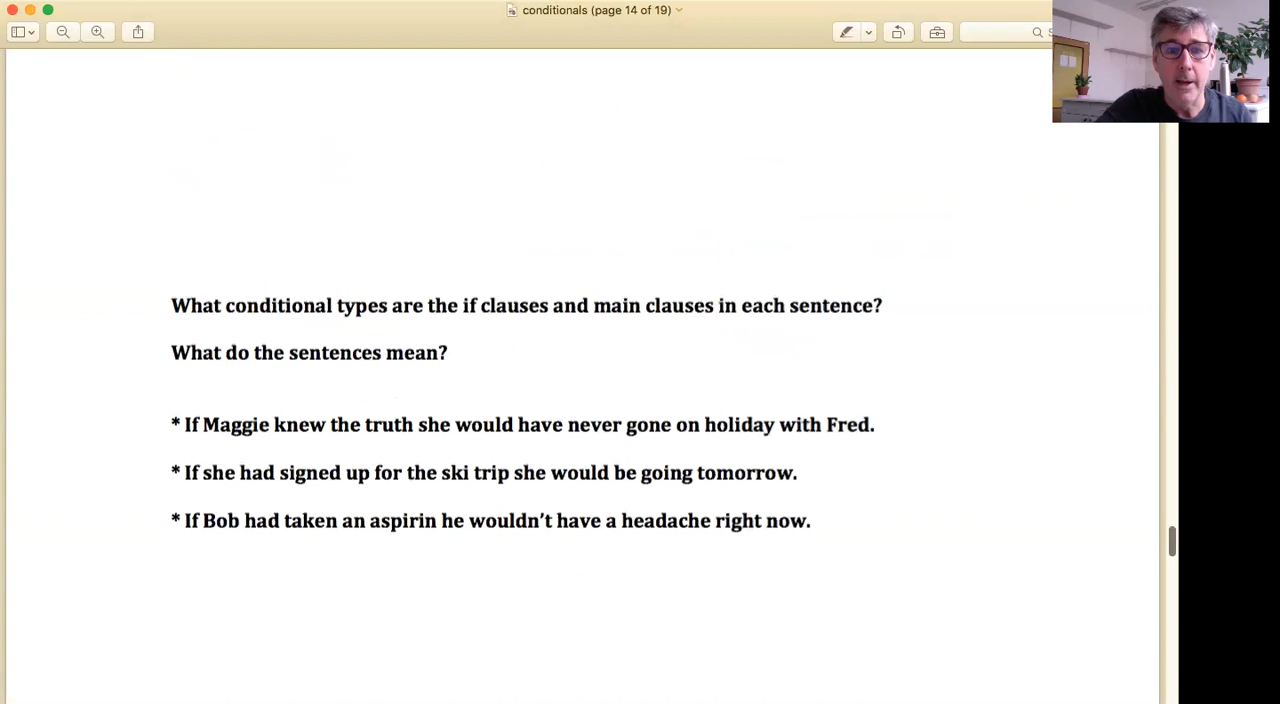 conditionals (page 14 of 19)
What conditional types are the if clauses and main clauses in each sentence?
What do the sentences mean?
* If Maggie knew the truth she would have never gone on holiday with Fred.
* If she had signed up for the ski trip she would be going tomorrow.
* If Bob had taken an aspirin he wouldn't have a headache right now.